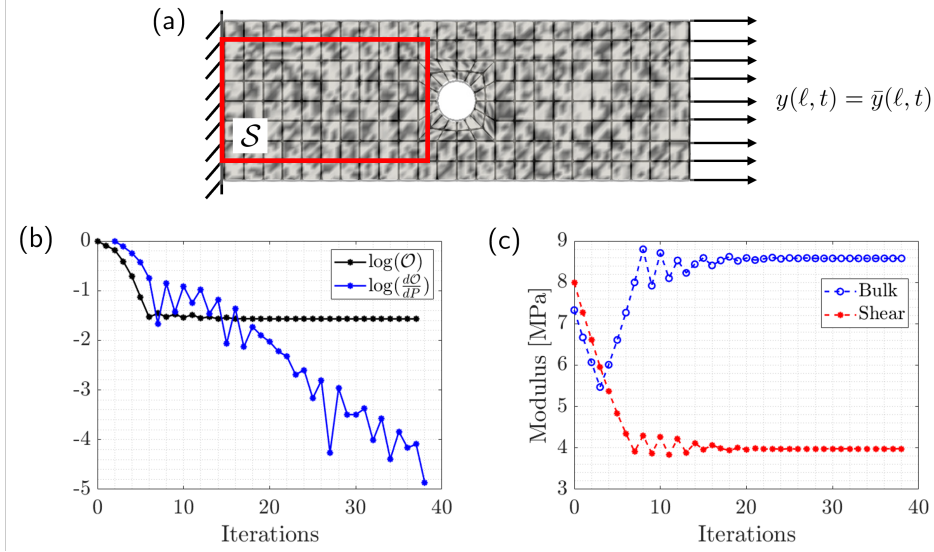 (a)
S
y(ℓ, t) = ȳ(ℓ, t)
(b)
0
-1
-2
-3
-4
-5
0
10
20
30
40
Iterations
log(𝒪)
log(d𝒪/dP)
(c)
9
8
7
6
5
4
3
Modulus [MPa]
0
10
20
30
40
Iterations
Bulk
Shear